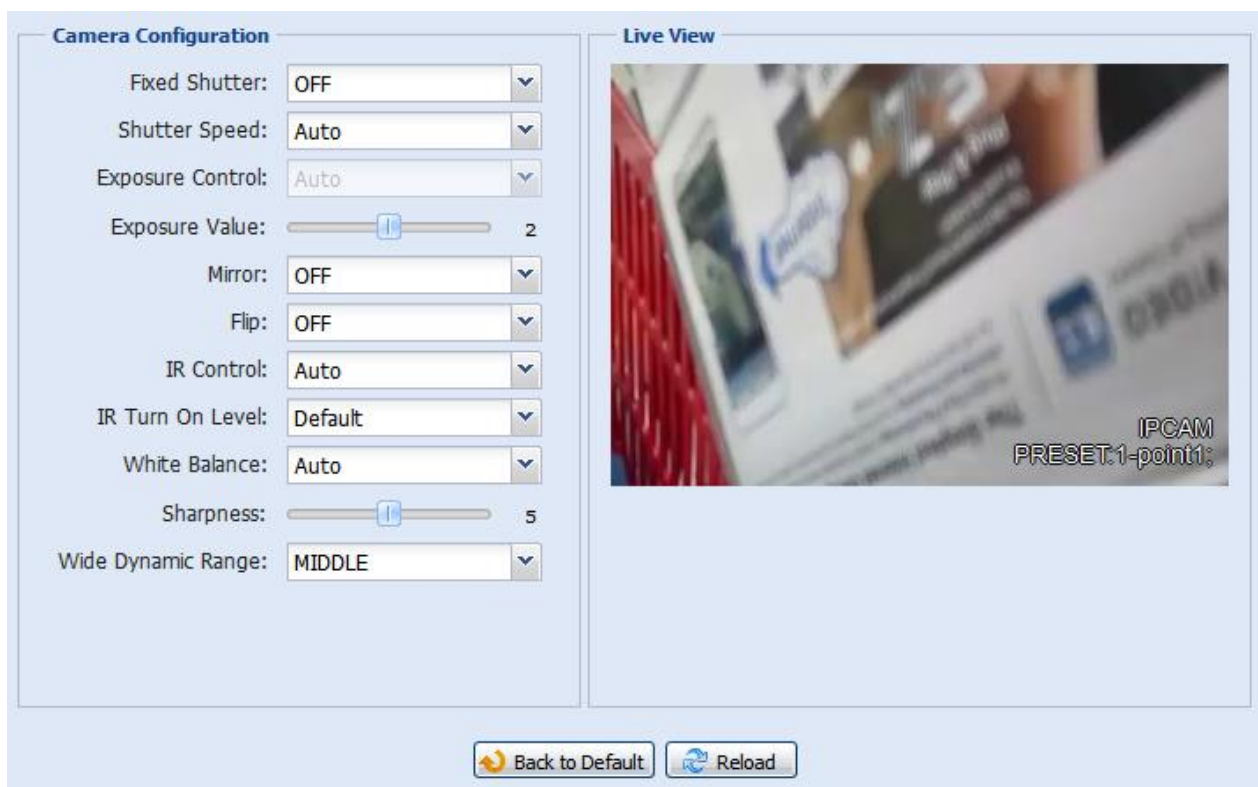 Camera Configuration
Fixed Shutter: OFF
Shutter Speed: Auto
Exposure Control: Auto
Exposure Value: 2
Mirror: OFF
Flip: OFF
IR Control: Auto
IR Turn On Level: Default
White Balance: Auto
Sharpness: 5
Wide Dynamic Range: MIDDLE
Live View
VIDEO
IPCAM
PRESET:1-point1;
Back to Default
Reload